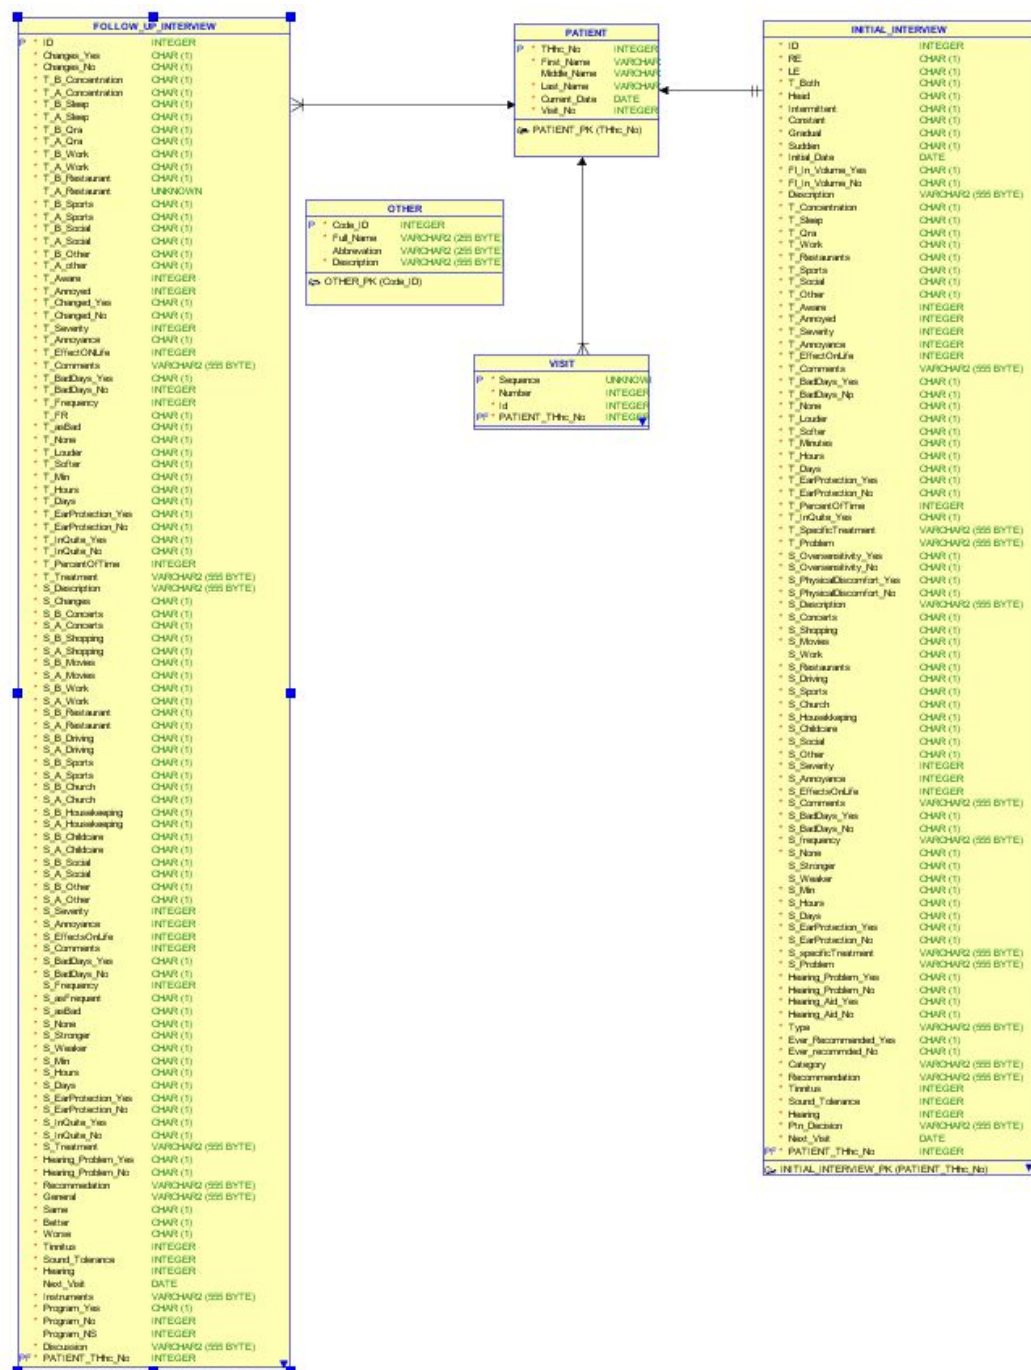 FOLLOW_UP_INTERVIEW
P * ID INTEGER
* Changes_Yes CHAR (1)
* Changes_No CHAR (1)
* T_B_Concentration CHAR (1)
* T_A_Concentration CHAR (1)
* T_B_Sleep CHAR (1)
* T_A_Sleep CHAR (1)
* T_B_Qra CHAR (1)
* T_A_Qra CHAR (1)
* T_B_Work CHAR (1)
* T_A_Work CHAR (1)
* T_B_Restaurant CHAR (1)
* T_A_Restaurant UNKNOWN
* T_B_Sports CHAR (1)
* T_A_Sports CHAR (1)
* T_B_Social CHAR (1)
* T_A_Social CHAR (1)
* T_B_Other CHAR (1)
* T_A_other CHAR (1)
* T_Aware INTEGER
* T_Annoyed INTEGER
* T_Changed_Yes CHAR (1)
* T_Changed_No CHAR (1)
* T_Severity INTEGER
* T_Annoyance CHAR (1)
* T_EffectONLife INTEGER
* T_Comments VARCHAR2 (555 BYTE)
* T_BadDays_Yes CHAR (1)
* T_BadDays_No INTEGER
* T_Frequency INTEGER
T_FR CHAR (1)
* T_asBad CHAR (1)
* T_None CHAR (1)
* T_Louder CHAR (1)
* T_Softer CHAR (1)
* T_Min CHAR (1)
* T_Hours CHAR (1)
* T_Days CHAR (1)
* T_EarProtection_Yes CHAR (1)
* T_EarProtection_No CHAR (1)
* T_InQuite_Yes CHAR (1)
* T_InQuite_No CHAR (1)
* T_PercentOfTime INTEGER
* T_Treatment VARCHAR2 (555 BYTE)
* S_Description VARCHAR2 (555 BYTE)
* S_Changes CHAR (1)
* S_B_Concerts CHAR (1)
* S_A_Concerts CHAR (1)
* S_B_Shopping CHAR (1)
* S_A_Shopping CHAR (1)
* S_B_Movies CHAR (1)
* S_A_Movies CHAR (1)
* S_B_Work CHAR (1)
* S_A_Work CHAR (1)
* S_B_Restaurant CHAR (1)
* S_A_Restaurant CHAR (1)
* S_B_Driving CHAR (1)
* S_A_Driving CHAR (1)
* S_B_Sports CHAR (1)
* S_A_Sports CHAR (1)
* S_B_Church CHAR (1)
* S_A_Church CHAR (1)
* S_B_Housekeeping CHAR (1)
* S_A_Housekeeping CHAR (1)
* S_B_Childcare CHAR (1)
* S_A_Childcare CHAR (1)
* S_B_Social CHAR (1)
* S_A_Social CHAR (1)
* S_B_Other CHAR (1)
* S_A_Other CHAR (1)
* S_Severity INTEGER
* S_Annoyance INTEGER
* S_EffectsOnLife INTEGER
* S_Comments INTEGER
* S_BadDays_Yes CHAR (1)
* S_BadDays_No CHAR (1)
S_Frequency INTEGER
* S_asFrequent CHAR (1)
* S_asBad CHAR (1)
* S_None CHAR (1)
* S_Stronger CHAR (1)
* S_Weaker CHAR (1)
* S_Min CHAR (1)
* S_Hours CHAR (1)
* S_Days CHAR (1)
* S_EarProtection_Yes CHAR (1)
* S_EarProtection_No CHAR (1)
* S_InQuite_Yes CHAR (1)
* S_InQuite_No CHAR (1)
* S_Treatment VARCHAR2 (555 BYTE)
* Hearing_Problem_Yes CHAR (1)
* Hearing_Problem_No CHAR (1)
* Recommedation VARCHAR2 (555 BYTE)
* General VARCHAR2 (555 BYTE)
* Same CHAR (1)
* Better CHAR (1)
* Worse CHAR (1)
* Tinnitus INTEGER
* Sound_Tolerance INTEGER
* Hearing INTEGER
Next_Visit DATE
* Instruments VARCHAR2 (555 BYTE)
* Program_Yes CHAR (1)
* Program_No INTEGER
Program_NS INTEGER
* Discussion VARCHAR2 (555 BYTE)
PF* PATIENT_THhc_No INTEGER
PATIENT
P * THhc_No INTEGER
* First_Name VARCHAR
Middle_Name VARCHAR
* Last_Name VARCHAR
* Current_Date DATE
* Visit_No INTEGER
PATIENT_PK (THhc_No)
OTHER
P * Code_ID INTEGER
* Full_Name VARCHAR2 (255 BYTE
Abbrevation VARCHAR2 (255 BYTE
* Description VARCHAR2 (555 BYTE
OTHER_PK (Code_ID)
VISIT
P * Sequence UNKNOW
* Number INTEGER
* Id INTEGER
PF* PATIENT_THhc_No INTEGE
INITIAL_INTERVIEW
* ID INTEGER
* RE CHAR (1)
* LE CHAR (1)
* T_Both CHAR (1)
* Head CHAR (1)
* Intermittent CHAR (1)
* Constant CHAR (1)
* Gradual CHAR (1)
* Sudden CHAR (1)
* Initial_Date DATE
* Fl_In_Volume_Yes CHAR (1)
* Fl_In_Volume_No CHAR (1)
* Description VARCHAR2 (555 BYTE)
* T_Concentration CHAR (1)
* T_Sleep CHAR (1)
* T_Qra CHAR (1)
* T_Work CHAR (1)
* T_Restaurants CHAR (1)
* T_Sports CHAR (1)
* T_Social CHAR (1)
* T_Other CHAR (1)
* T_Aware INTEGER
* T_Annoyed INTEGER
* T_Severity INTEGER
* T_Annoyance INTEGER
* T_EffectOnLife INTEGER
* T_Comments VARCHAR2 (555 BYTE)
* T_BadDays_Yes CHAR (1)
* T_BadDays_Np CHAR (1)
* T_None CHAR (1)
* T_Louder CHAR (1)
* T_Softer CHAR (1)
* T_Minutes CHAR (1)
* T_Hours CHAR (1)
* T_Days CHAR (1)
* T_EarProtection_Yes CHAR (1)
* T_EarProtection_No CHAR (1)
* T_PercentOfTime INTEGER
* T_InQuite_Yes CHAR (1)
* T_SpecificTreatment VARCHAR2 (555 BYTE)
* T_Problem VARCHAR2 (555 BYTE)
* S_Oversensitivity_Yes CHAR (1)
* S_Oversensitivity_No CHAR (1)
* S_PhysicalDiscomfort_Yes CHAR (1)
* S_PhysicalDiscomfort_No CHAR (1)
* S_Description VARCHAR2 (555 BYTE)
* S_Concerts CHAR (1)
* S_Shopping CHAR (1)
* S_Movies CHAR (1)
S_Work CHAR (1)
* S_Restaurants CHAR (1)
* S_Driving CHAR (1)
* S_Sports CHAR (1)
* S_Church CHAR (1)
* S_Housekkeping CHAR (1)
* S_Childcare CHAR (1)
* S_Social CHAR (1)
* S_Other CHAR (1)
* S_Severity INTEGER
* S_Annoyance INTEGER
* S_EffectsOnLife INTEGER
* S_Comments VARCHAR2 (555 BYTE)
* S_BadDays_Yes CHAR (1)
* S_BadDays_No CHAR (1)
* S_frequency VARCHAR2 (555 BYTE)
* S_None CHAR (1)
S_Stronger CHAR (1)
S_Weaker CHAR (1)
* S_Min CHAR (1)
* S_Hours CHAR (1)
* S_Days CHAR (1)
* S_EarProtection_Yes CHAR (1)
* S_EarProtection_No CHAR (1)
* S_specificTreatment VARCHAR2 (555 BYTE)
* S_Problem VARCHAR2 (555 BYTE)
* Hearing_Problem_Yes CHAR (1)
* Hearing_Problem_No CHAR (1)
* Hearing_Aid_Yes CHAR (1)
* Hearing_Aid_No CHAR (1)
* Type VARCHAR2 (555 BYTE)
* Ever_Recommended_Yes CHAR (1)
* Ever_recommded_No CHAR (1)
* Category VARCHAR2 (555 BYTE)
* Recommendation VARCHAR2 (555 BYTE)
* Tinnitus INTEGER
* Sound_Tolerance INTEGER
* Hearing INTEGER
* Ptn_Decision VARCHAR2 (555 BYTE)
* Next_Visit DATE
PF* PATIENT_THhc_No INTEGER
INITIAL_INTERVIEW_PK (PATIENT_THhc_No)